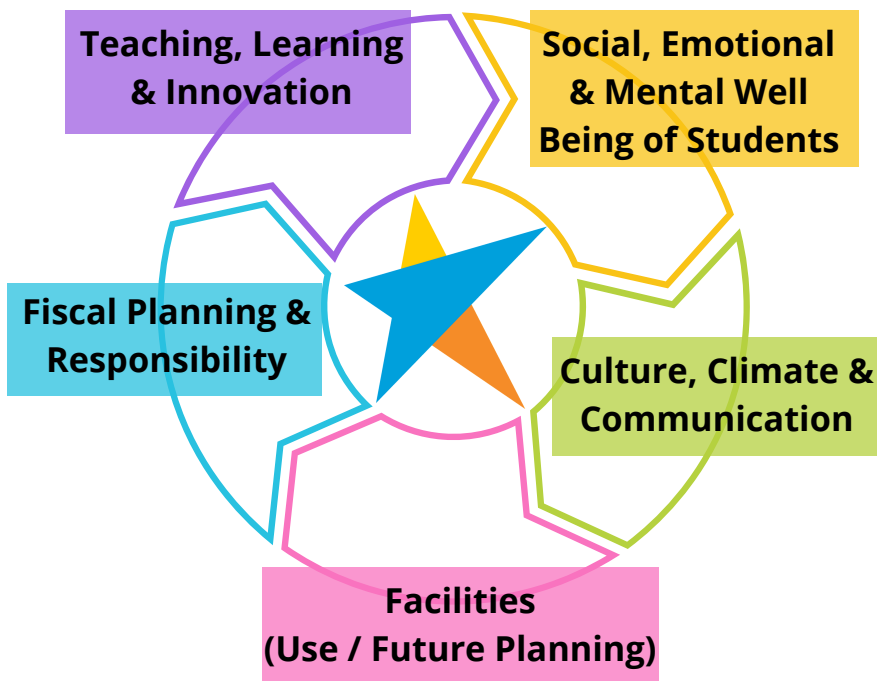 Teaching, Learning
& Innovation
Social, Emotional
& Mental Well
Being of Students
Fiscal Planning &
Responsibility
Culture, Climate &
Communication
Facilities
(Use / Future Planning)